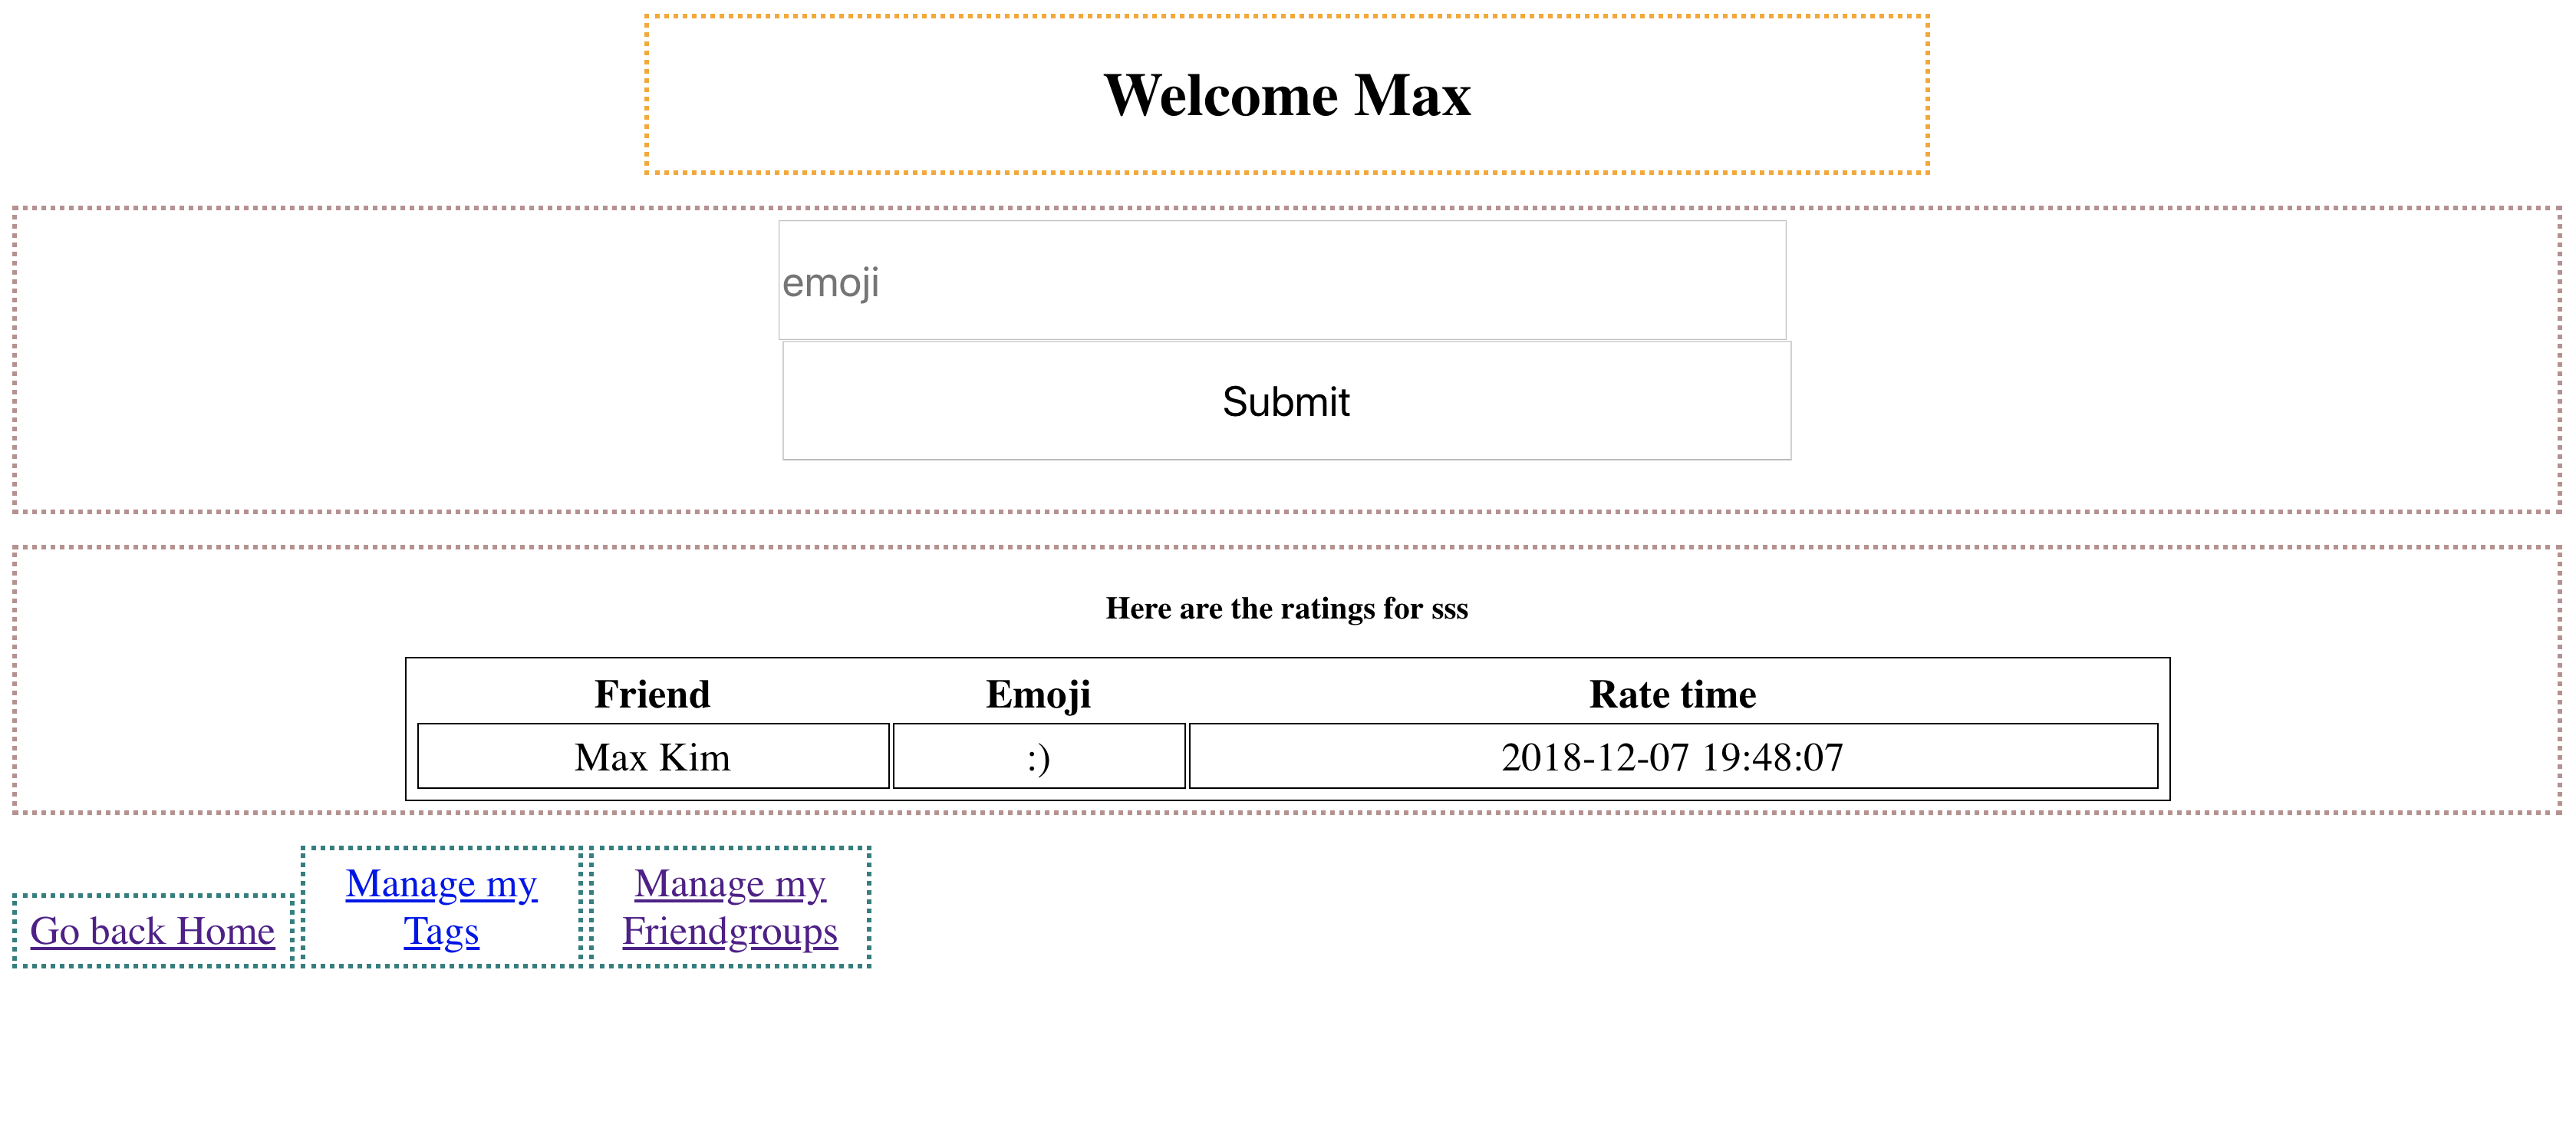 Welcome Max
emoji
Submit
Here are the ratings for sss
Friend Emoji Rate time
Max Kim :) 2018-12-07 19:48:07
Go back Home
Manage my
Tags
Manage my
Friendgroups